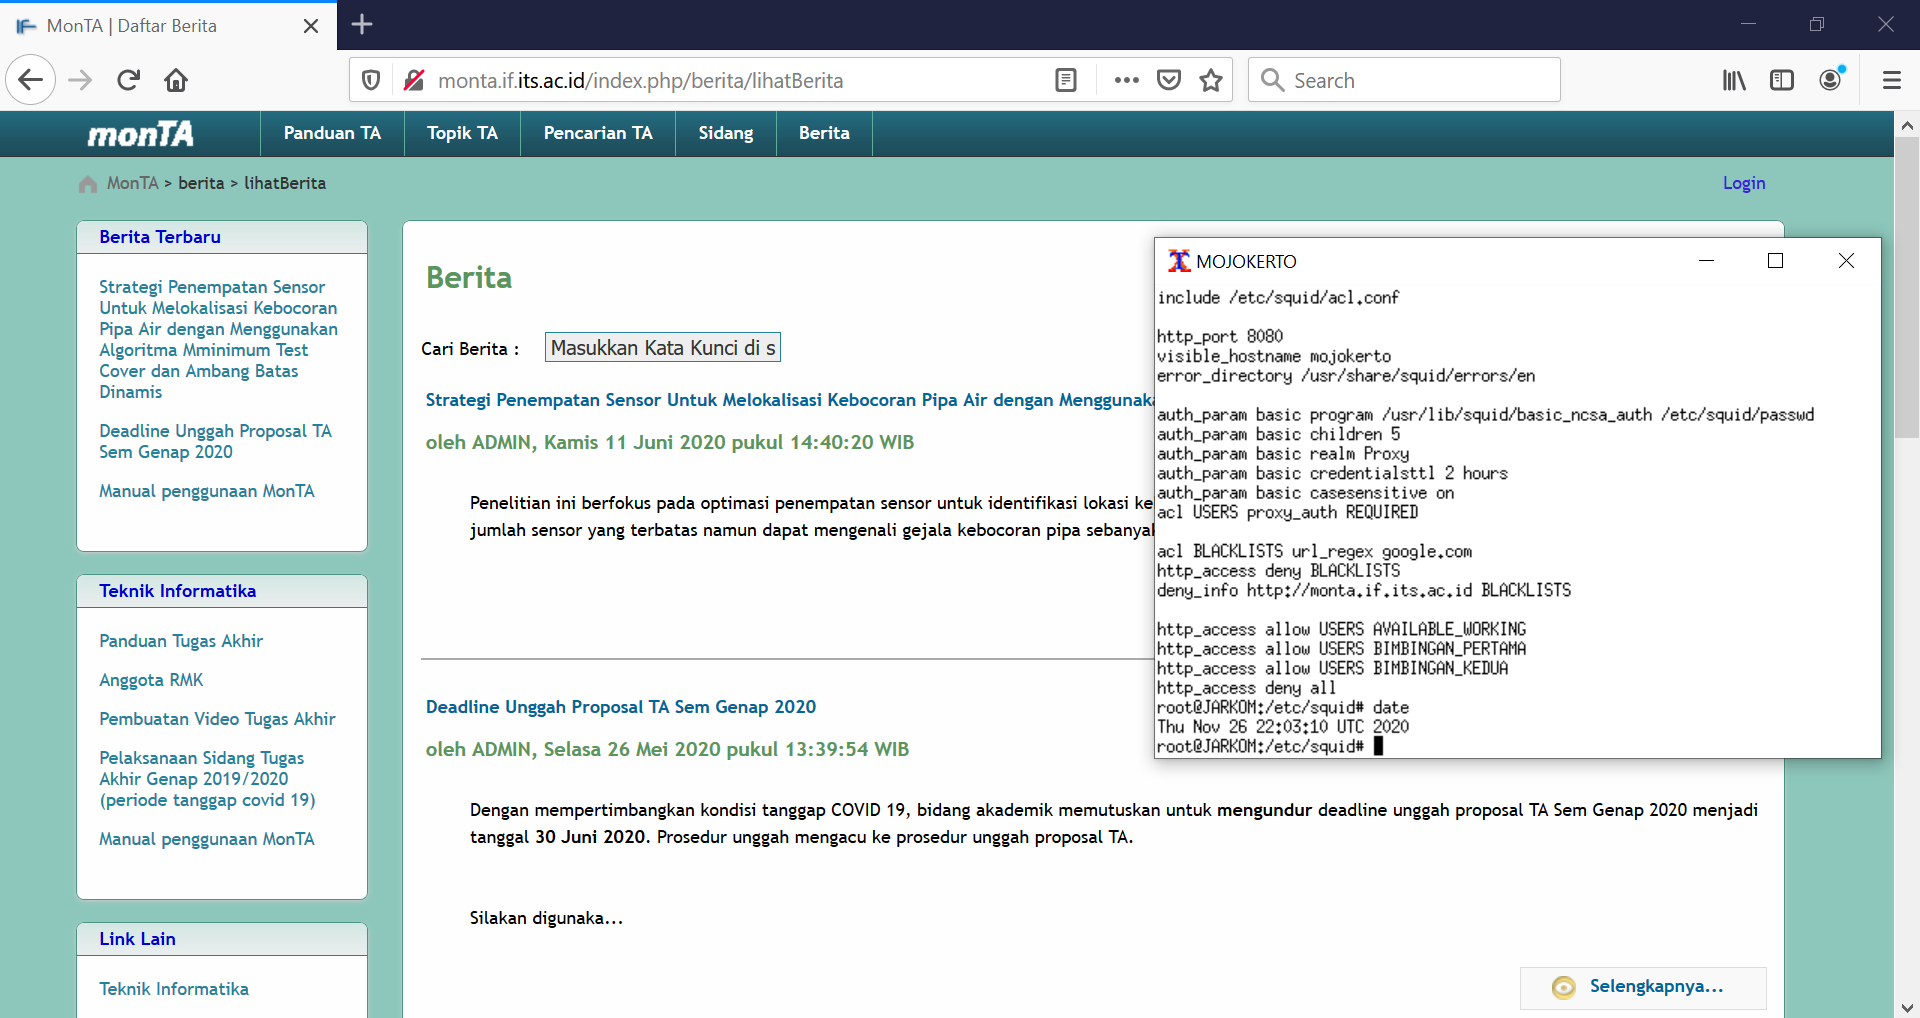 MonTA | Daftar Berita
monta.if.its.ac.id/index.php/berita/lihatBerita
Search
monTA
Panduan TA
Topik TA
Pencarian TA
Sidang
Berita
MonTA > berita > lihatBerita
Login
Berita Terbaru
Strategi Penempatan Sensor
Untuk Melokalisasi Kebocoran
Pipa Air dengan Menggunakan
Algoritma Mminimum Test
Cover dan Ambang Batas
Dinamis
Deadline Unggah Proposal TA
Sem Genap 2020
Manual penggunaan MonTA
Teknik Informatika
Panduan Tugas Akhir
Anggota RMK
Pembuatan Video Tugas Akhir
Pelaksanaan Sidang Tugas
Akhir Genap 2019/2020
(periode tanggap covid 19)
Manual penggunaan MonTA
Link Lain
Teknik Informatika
Berita
Cari Berita :
Masukkan Kata Kunci di s
Strategi Penempatan Sensor Untuk Melokalisasi Kebocoran Pipa Air dengan Menggunaka
oleh ADMIN, Kamis 11 Juni 2020 pukul 14:40:20 WIB
Penelitian ini berfokus pada optimasi penempatan sensor untuk identifikasi lokasi ke
jumlah sensor yang terbatas namun dapat mengenali gejala kebocoran pipa sebanyak
Deadline Unggah Proposal TA Sem Genap 2020
oleh ADMIN, Selasa 26 Mei 2020 pukul 13:39:54 WIB
Dengan mempertimbangkan kondisi tanggap COVID 19, bidang akademik memutuskan untuk mengundur deadline unggah proposal TA Sem Genap 2020 menjadi
tanggal 30 Juni 2020. Prosedur unggah mengacu ke prosedur unggah proposal TA.
Silakan digunaka...
Selengkapnya...
MOJOKERTO
include /etc/squid/acl.conf
http_port 8080
visible_hostname mojokerto
error_directory /usr/share/squid/errors/en
auth_param basic program /usr/lib/squid/basic_ncsa_auth /etc/squid/passwd
auth_param basic children 5
auth_param basic realm Proxy
auth_param basic credentialsttl 2 hours
auth_param basic casesensitive on
acl USERS proxy_auth REQUIRED
acl BLACKLISTS url_regex google.com
http_access deny BLACKLISTS
deny_info http://monta.if.its.ac.id BLACKLISTS
http_access allow USERS AVAILABLE_WORKING
http_access allow USERS BIMBINGAN_PERTAMA
http_access allow USERS BIMBINGAN_KEDUA
http_access deny all
root@JARKOM:/etc/squid# date
Thu Nov 26 22:03:10 UTC 2020
root@JARKOM:/etc/squid#